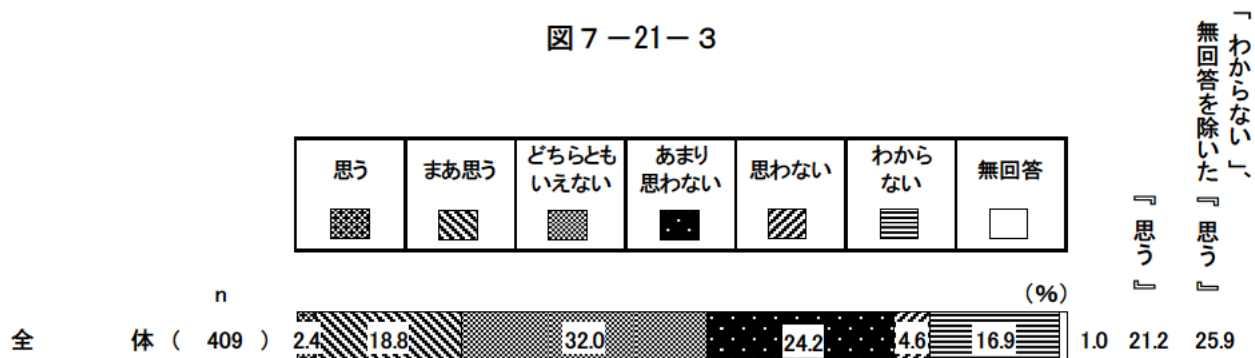 図7-21-3
「わからない」、
無回答を除いた『思う』
『思う』
思う
まあ思う
どちらとも
いえない
あまり
思わない
思わない
わから
ない
無回答
n
(%)
全体( 409 ) 2.4 18.8 32.0 24.2 4.6 16.9 1.0 21.2 25.9